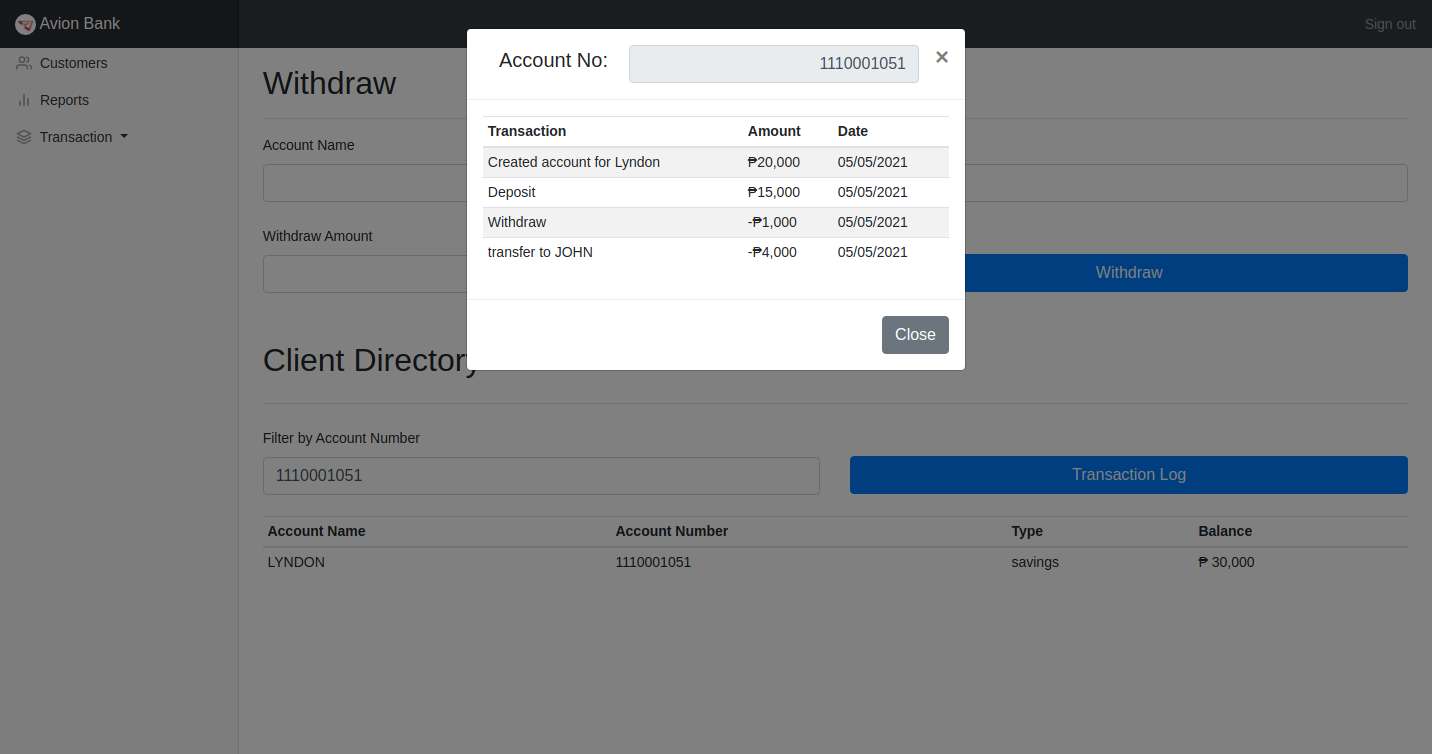 Avion Bank
Sign out
Customers
Reports
Transaction
Withdraw
Account Name
Withdraw Amount
Withdraw
Account No: 1110001051 ×
Transaction Amount Date
Created account for Lyndon ₱20,000 05/05/2021
Deposit ₱15,000 05/05/2021
Withdraw -₱1,000 05/05/2021
transfer to JOHN -₱4,000 05/05/2021
Close
Client Directory
Filter by Account Number
1110001051
Transaction Log
Account Name Account Number Type Balance
LYNDON 1110001051 savings ₱ 30,000